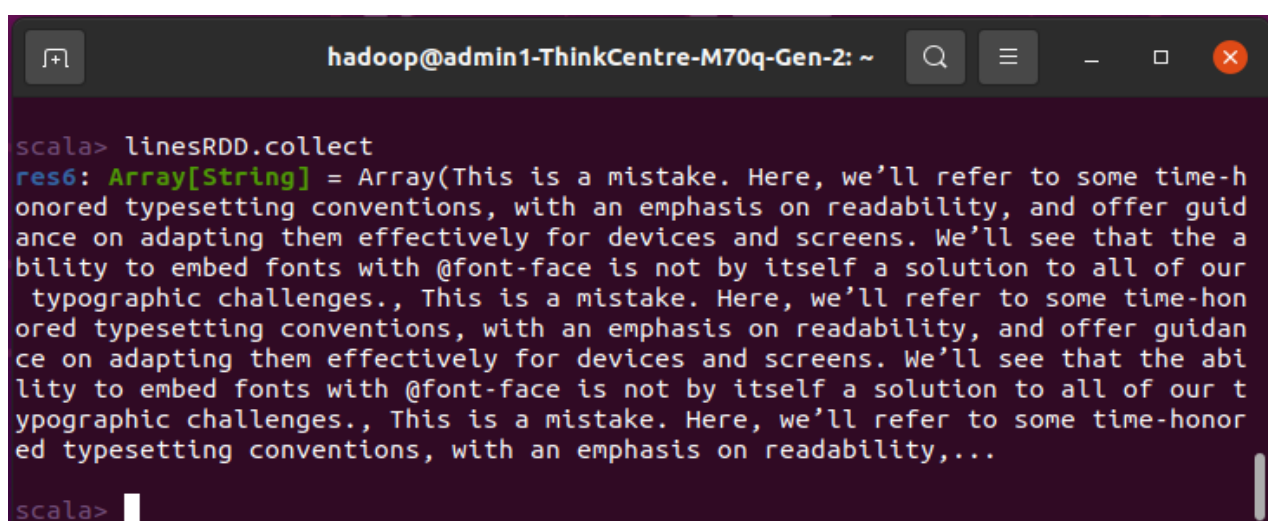 hadoop@admin1-ThinkCentre-M70q-Gen-2: ~
scala> linesRDD.collect
res6: Array[String] = Array(This is a mistake. Here, we’ll refer to some time-h
onored typesetting conventions, with an emphasis on readability, and offer guid
ance on adapting them effectively for devices and screens. We’ll see that the a
bility to embed fonts with @font-face is not by itself a solution to all of our
 typographic challenges., This is a mistake. Here, we’ll refer to some time-hon
ored typesetting conventions, with an emphasis on readability, and offer guidan
ce on adapting them effectively for devices and screens. We’ll see that the abi
lity to embed fonts with @font-face is not by itself a solution to all of our t
ypographic challenges., This is a mistake. Here, we’ll refer to some time-honor
ed typesetting conventions, with an emphasis on readability,...
scala>